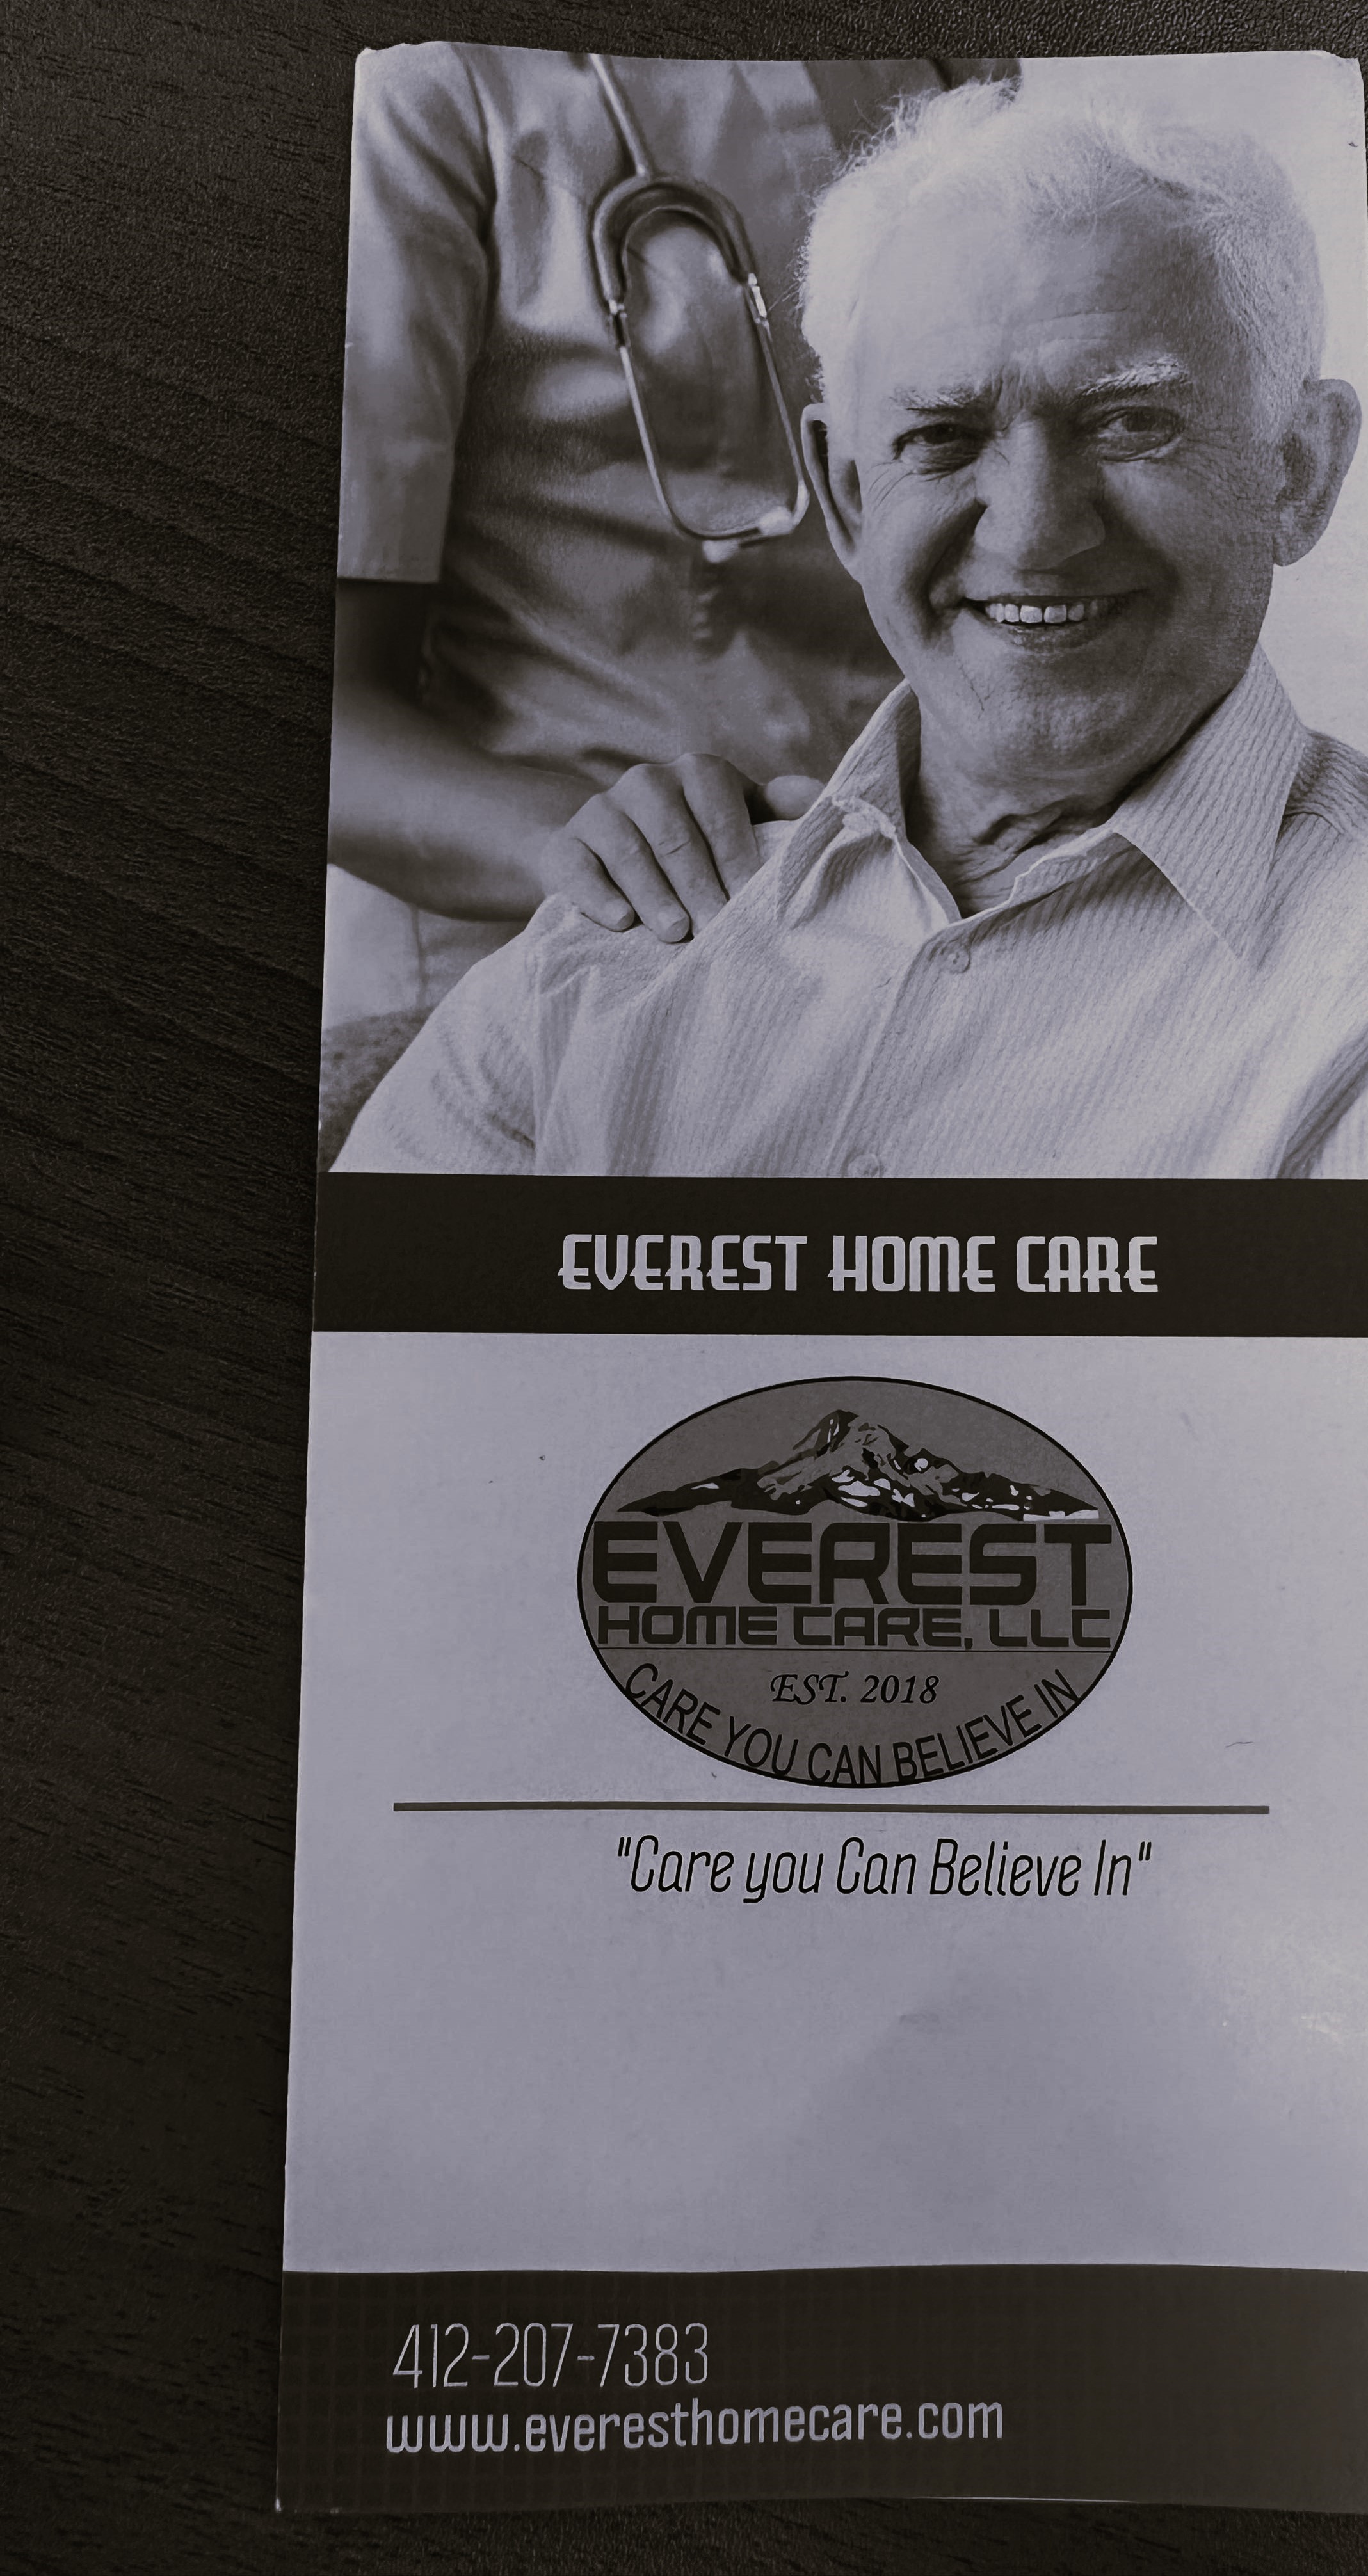 EVEREST HOME CARE
EVEREST
HOME CARE, LLC
EST. 2018
CARE YOU CAN BELIEVE IN
"Care you Can Believe In"
412-207-7383
www.everesthomecare.com